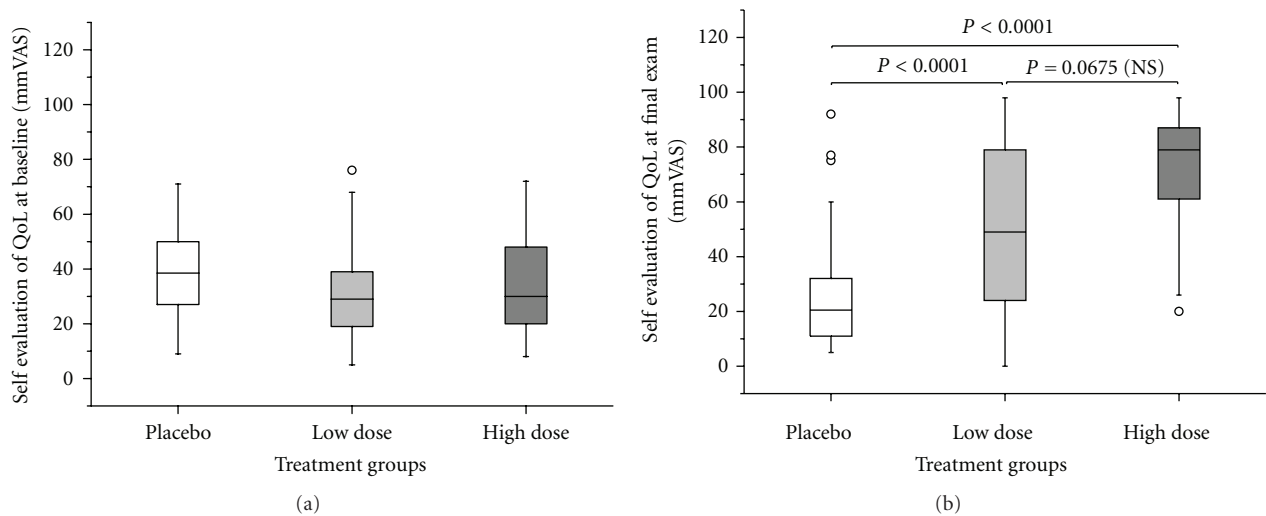 Self evaluation of QoL at baseline (mmVAS)
120
100
80
60
40
20
0
Placebo
Low dose
High dose
Treatment groups
(a)
Self evaluation of QoL at final exam
(mmVAS)
120
100
80
60
40
20
0
P < 0.0001
P < 0.0001
P = 0.0675 (NS)
Placebo
Low dose
High dose
Treatment groups
(b)